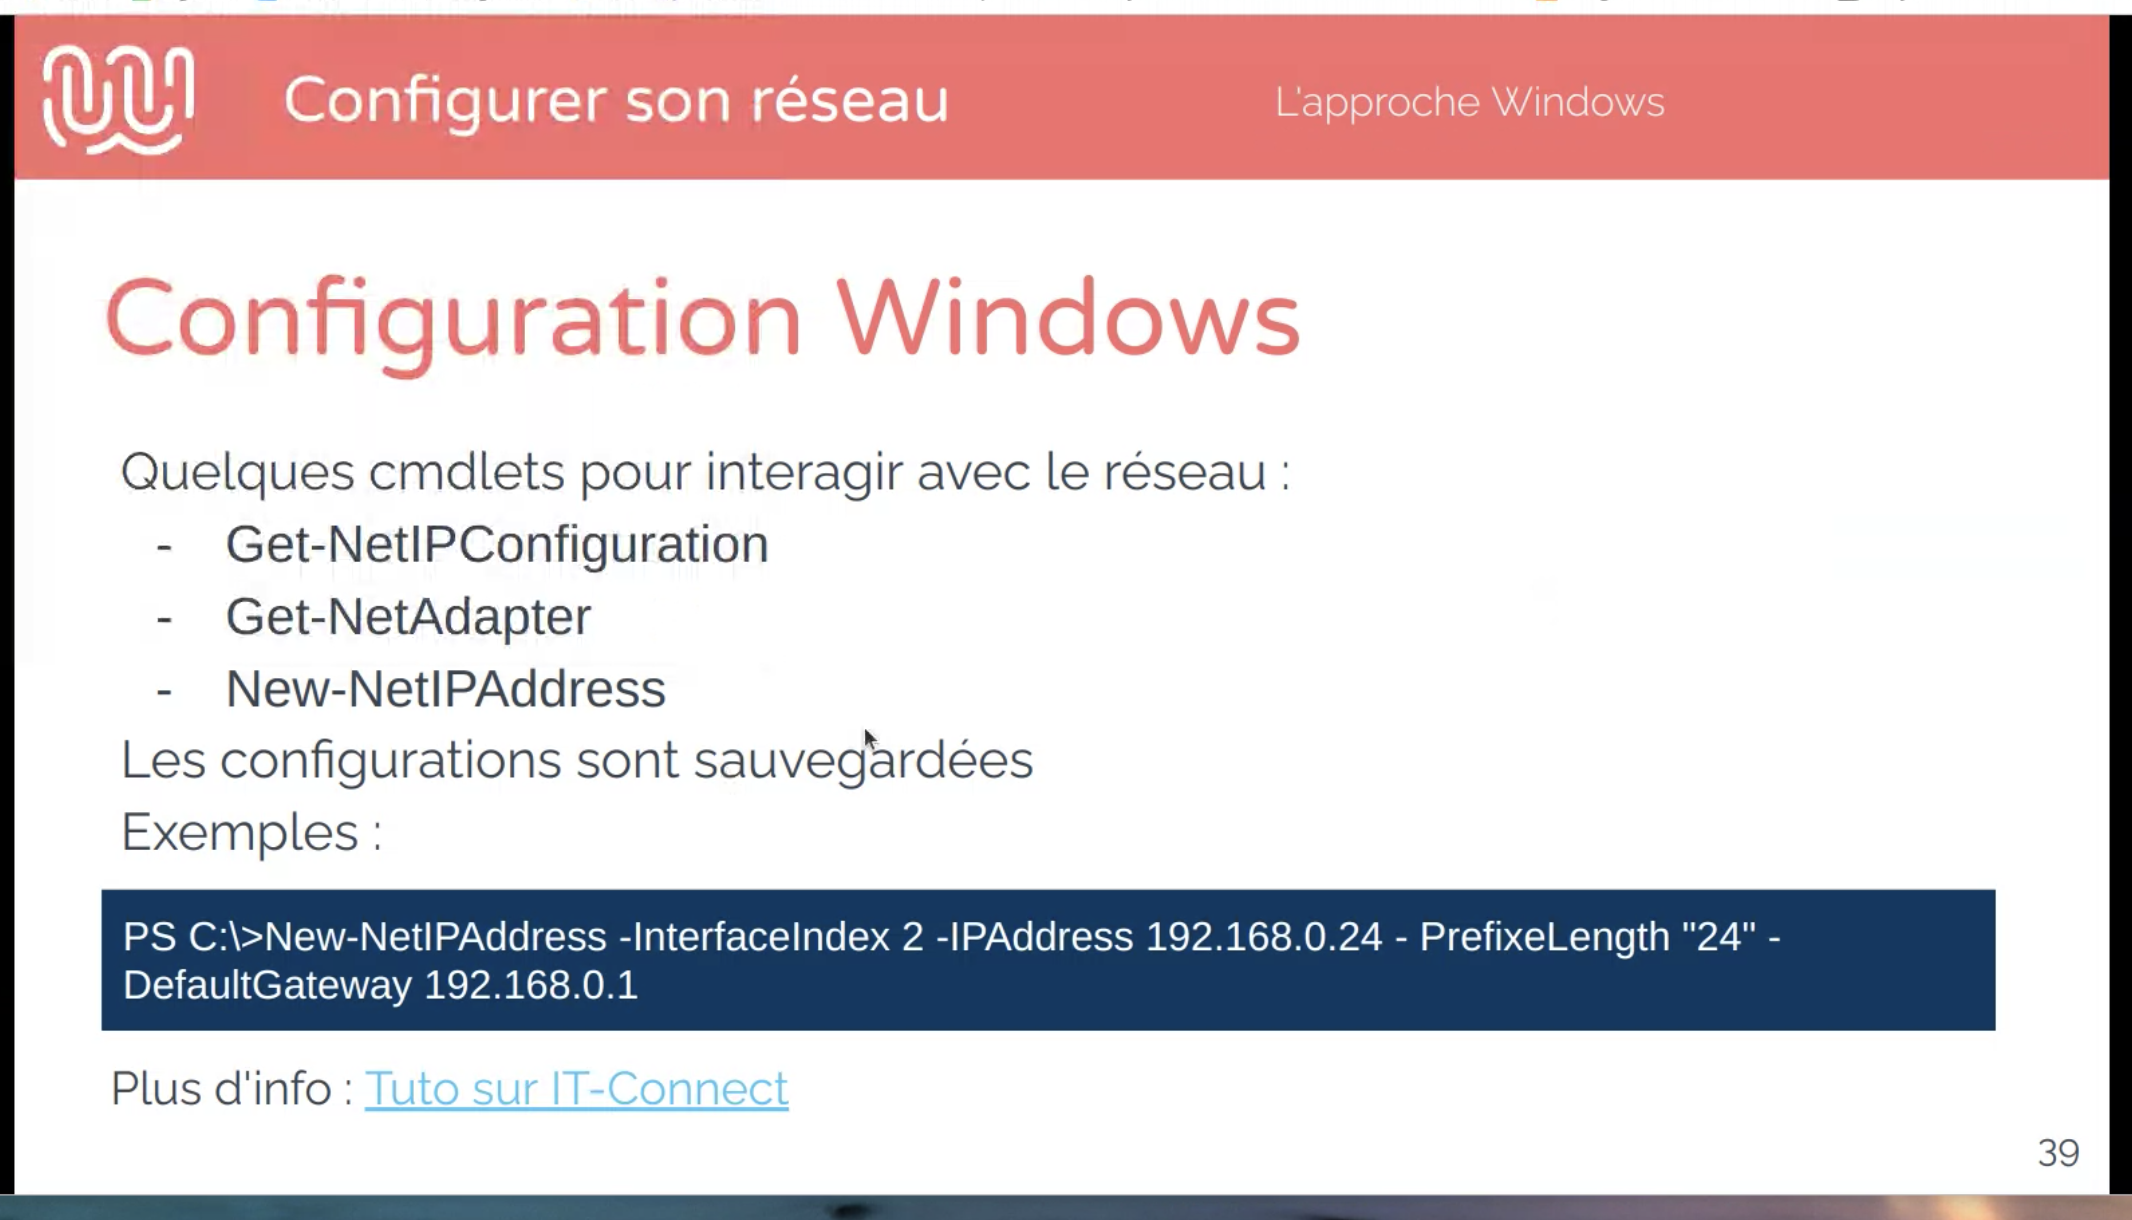 Configurer son réseau
L'approche Windows
Configuration Windows
Quelques cmdlets pour interagir avec le réseau :
- Get-NetIPConfiguration
- Get-NetAdapter
- New-NetIPAddress
Les configurations sont sauvegardées
Exemples :
PS C:\>New-NetIPAddress -InterfaceIndex 2 -IPAddress 192.168.0.24 - PrefixeLength "24" -
DefaultGateway 192.168.0.1
Plus d'info : Tuto sur IT-Connect
39